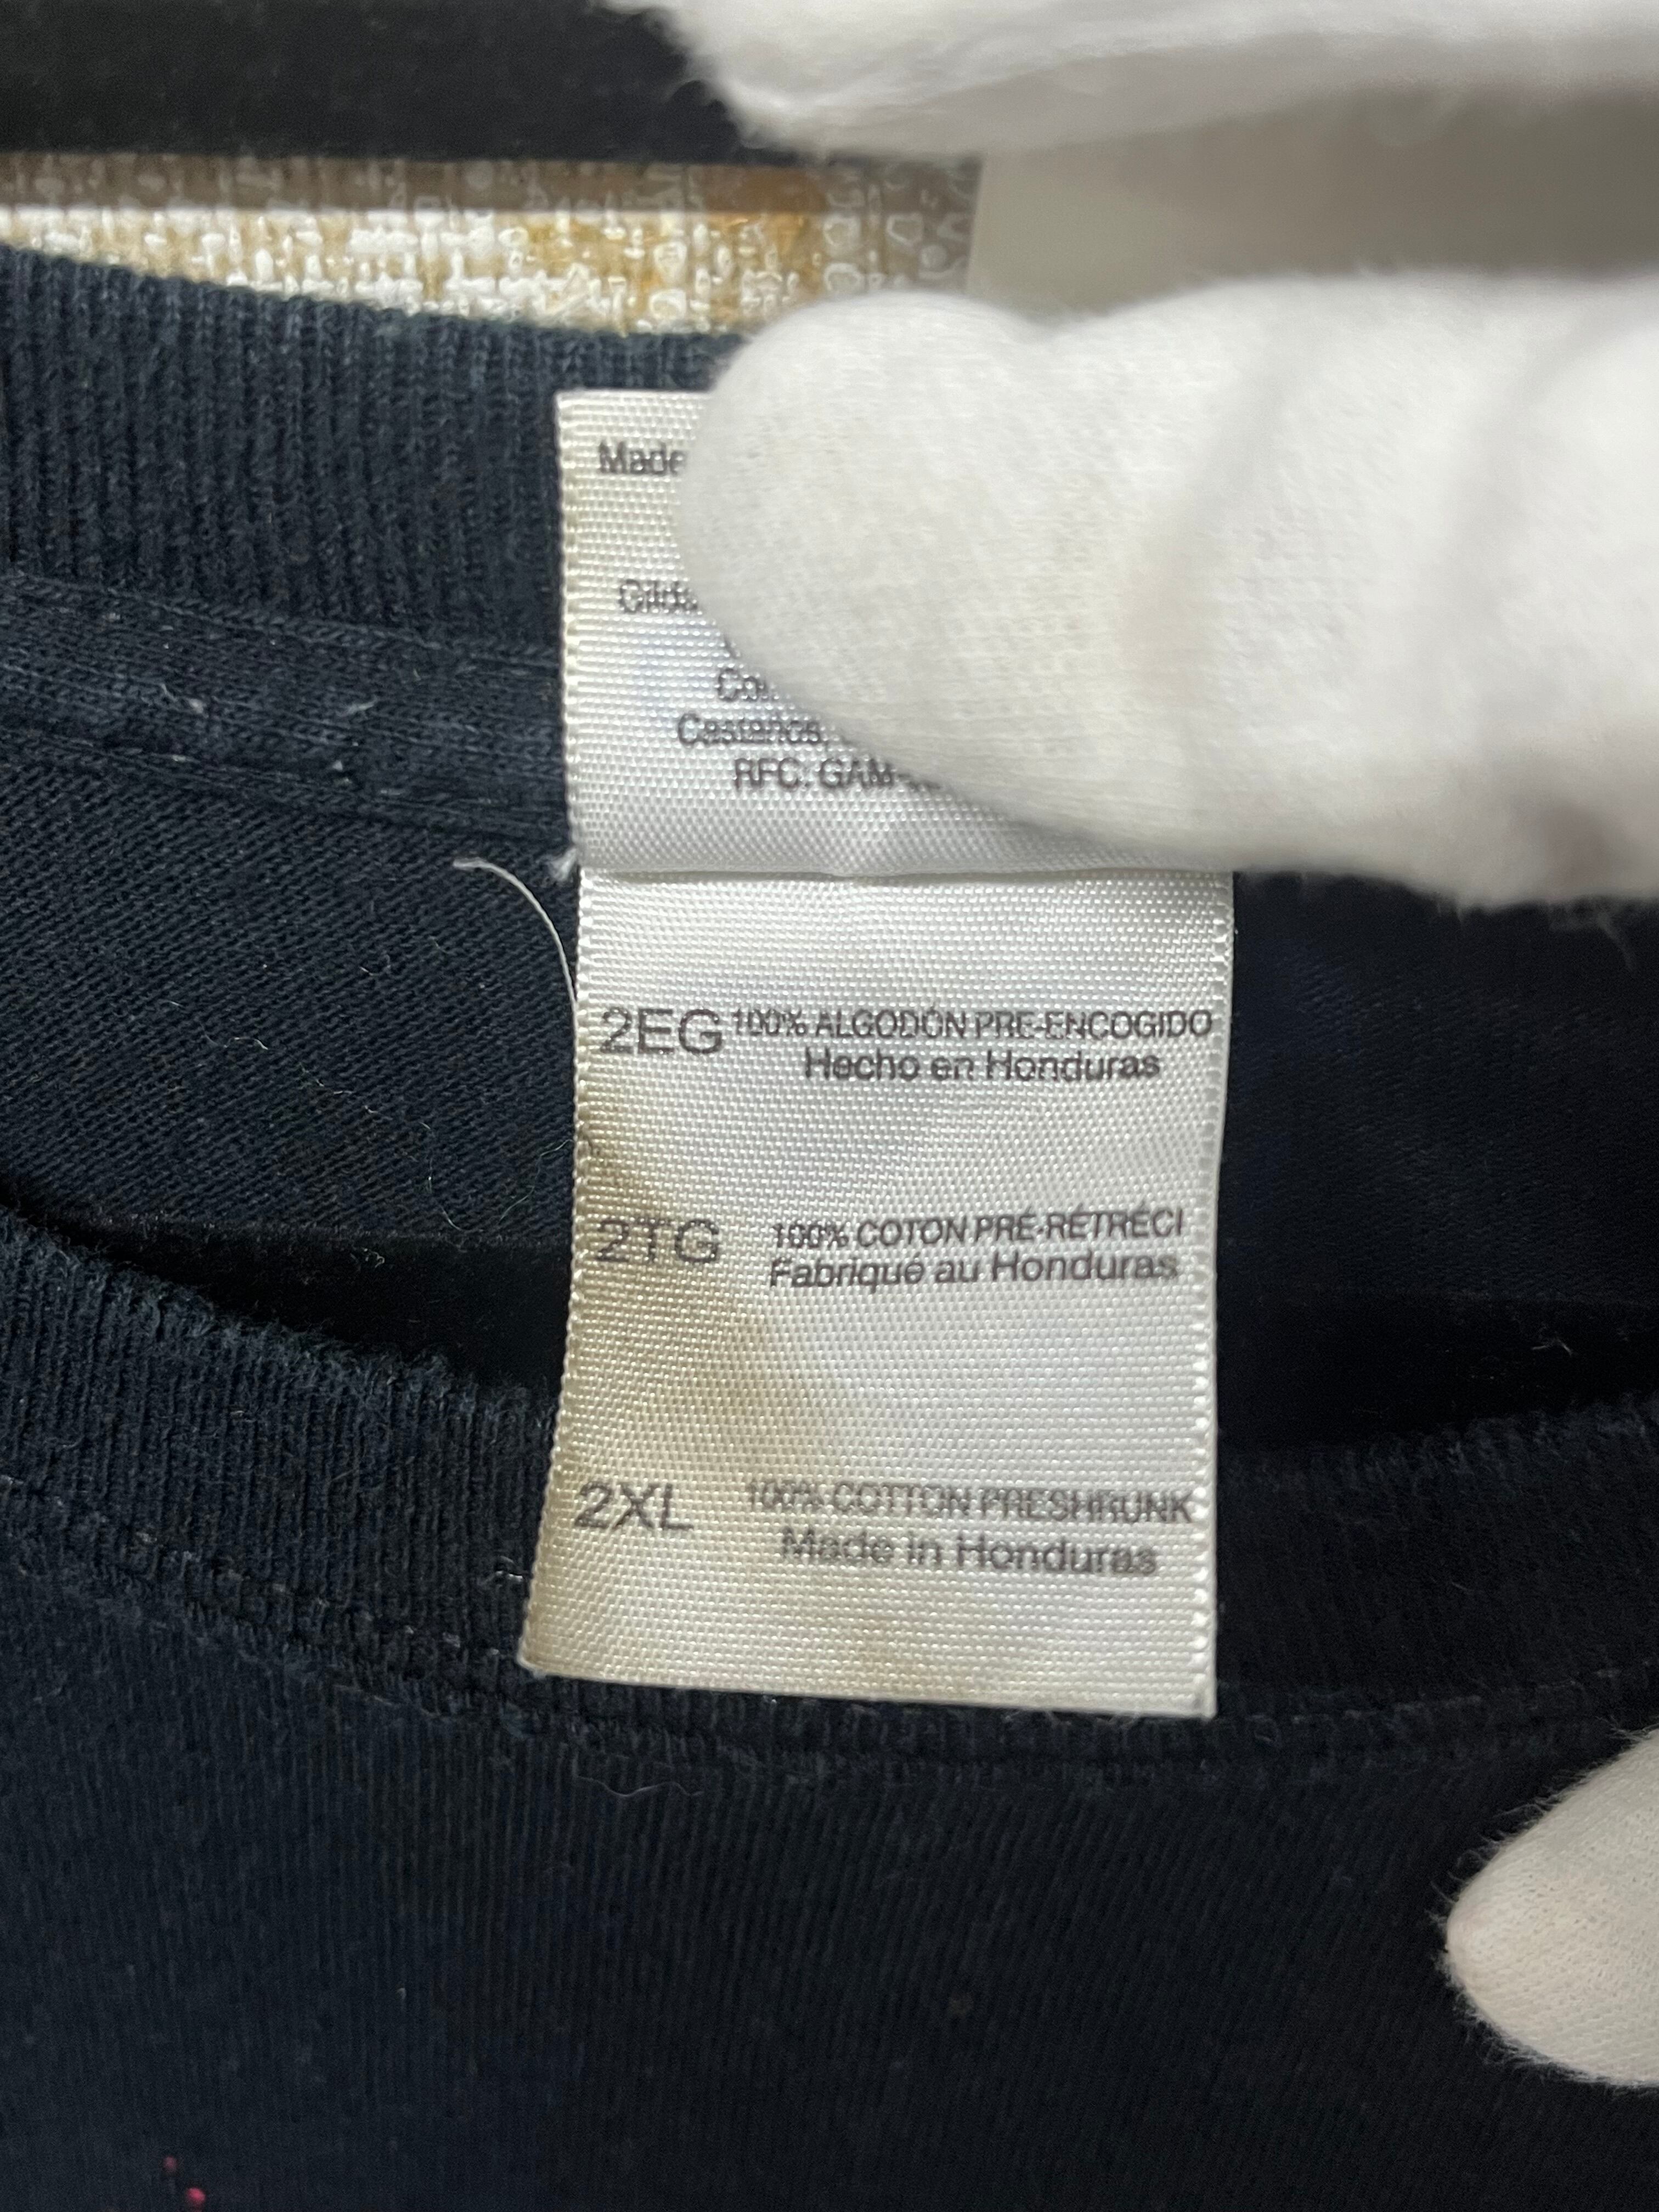 Made
RFC. GAM-
2EG 100% ALGODÓN PRE-ENCOGIDO
Hecho en Honduras
2TG 100% COTON PRÉ-RÉTRÉCI
Fabriqué au Honduras
2XL 100% COTTON PRESHRUNK
Made in Honduras